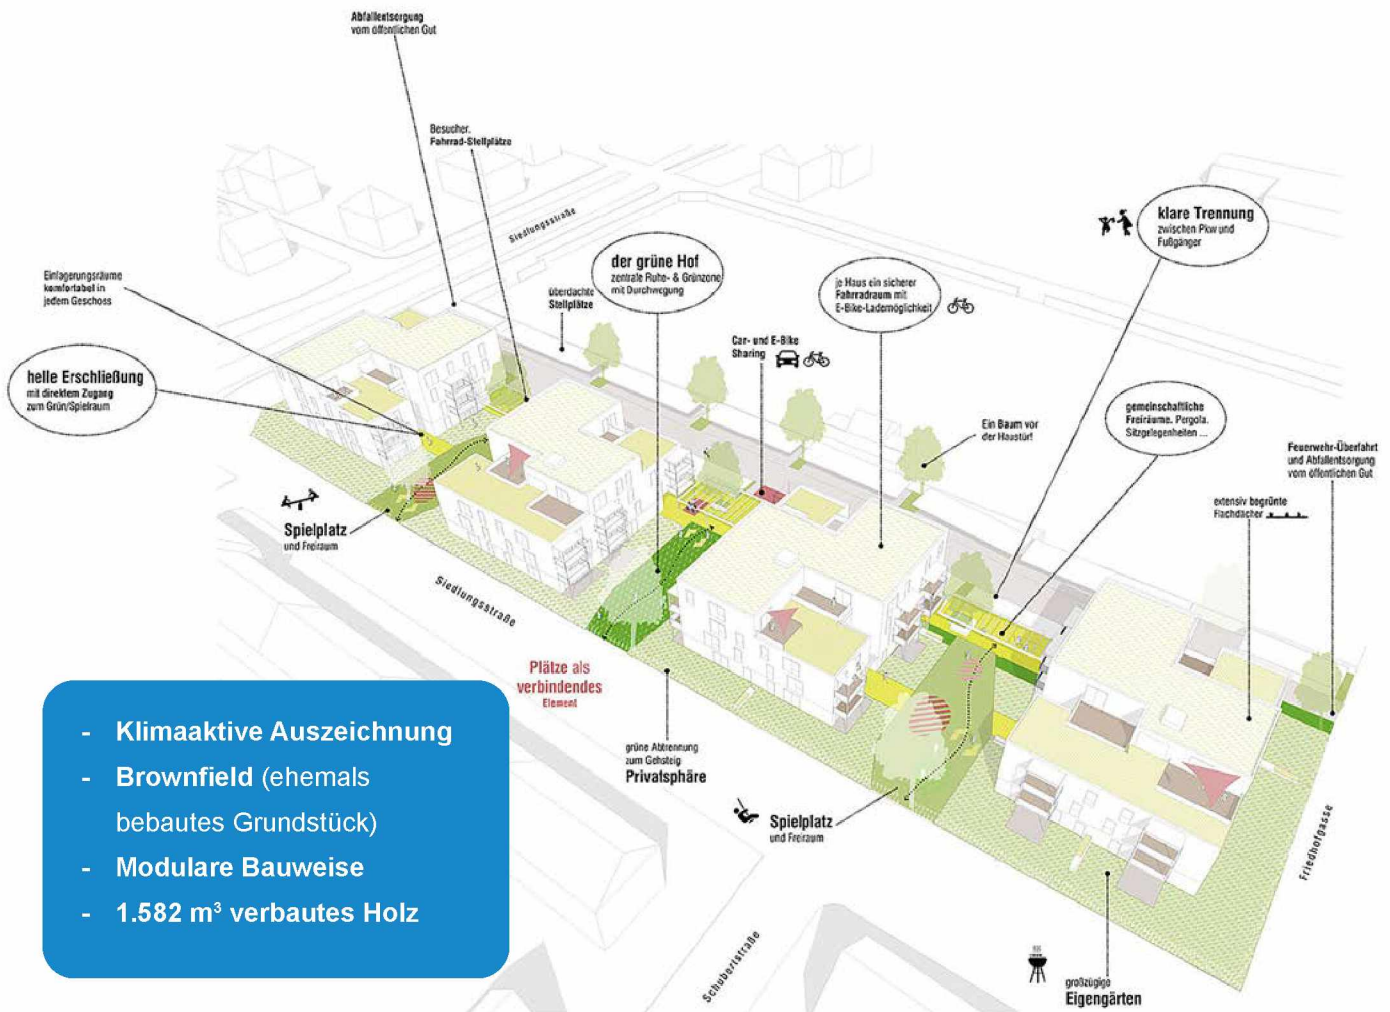 Abfallentsorgung
vom öffentlichen Gut
Besucher.
Fahrrad-Stellplätze
Siedlungsstraße
klare Trennung
zwischen Pkw und
Fußgänger
der grüne Hof
zentrale Ruhe- & Grünzone
mit Durchwegung
Einlagerungsräume
komfortabel in
jedem Geschoss
überdachte
Stellplätze
je Haus ein sicherer
Fahrradraum mit
E-Bike-Lademöglichkeit
Car- und E-Bike
Sharing
helle Erschließung
mit direktem Zugang
zum Grün/Spielraum
gemeinschaftliche
Freiräume. Pergola.
Sitzgelegenheiten ...
Ein Baum vor
der Haustür!
Feuerwehr-Überfahrt
und Abfallentsorgung
vom öffentlichen Gut
extensiv begrünte
Flachdächer
Spielplatz
und Freiraum
Siedlungsstraße
Plätze als
verbindendes
Element
grüne Abtrennung
zum Gehsteig
Privatsphäre
Spielplatz
und Freiraum
Friedhofgasse
Schubertstraße
großzügige
Eigengärten
- Klimaaktive Auszeichnung
- Brownfield (ehemals
bebautes Grundstück)
- Modulare Bauweise
- 1.582 m³ verbautes Holz